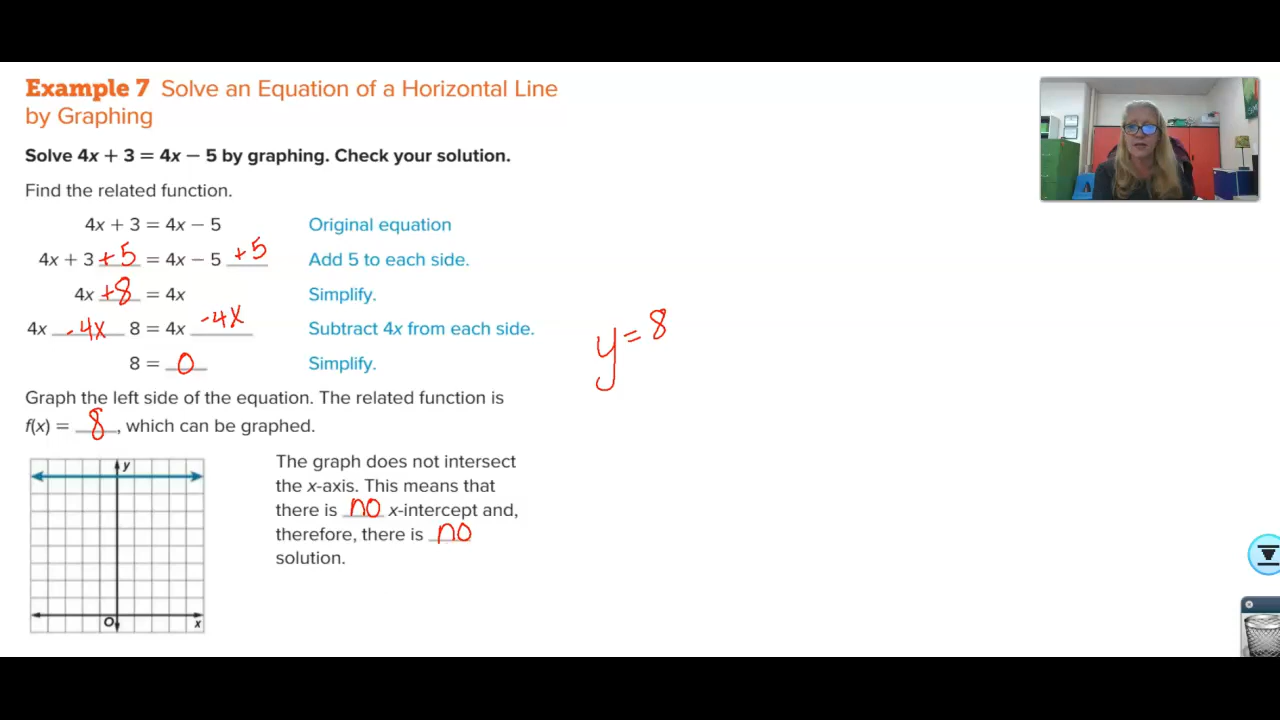 Example 7 Solve an Equation of a Horizontal Line
by Graphing
Solve 4x + 3 = 4x − 5 by graphing. Check your solution.
Find the related function.
4x + 3 = 4x − 5 Original equation
4x + 3 +5 = 4x − 5 +5 Add 5 to each side.
4x +8 = 4x Simplify.
4x -4x 8 = 4x -4x Subtract 4x from each side.
8 = 0 Simplify.
y = 8
Graph the left side of the equation. The related function is
f(x) = 8, which can be graphed.
y
O
x
The graph does not intersect
the x-axis. This means that
there is no x-intercept and,
therefore, there is no
solution.